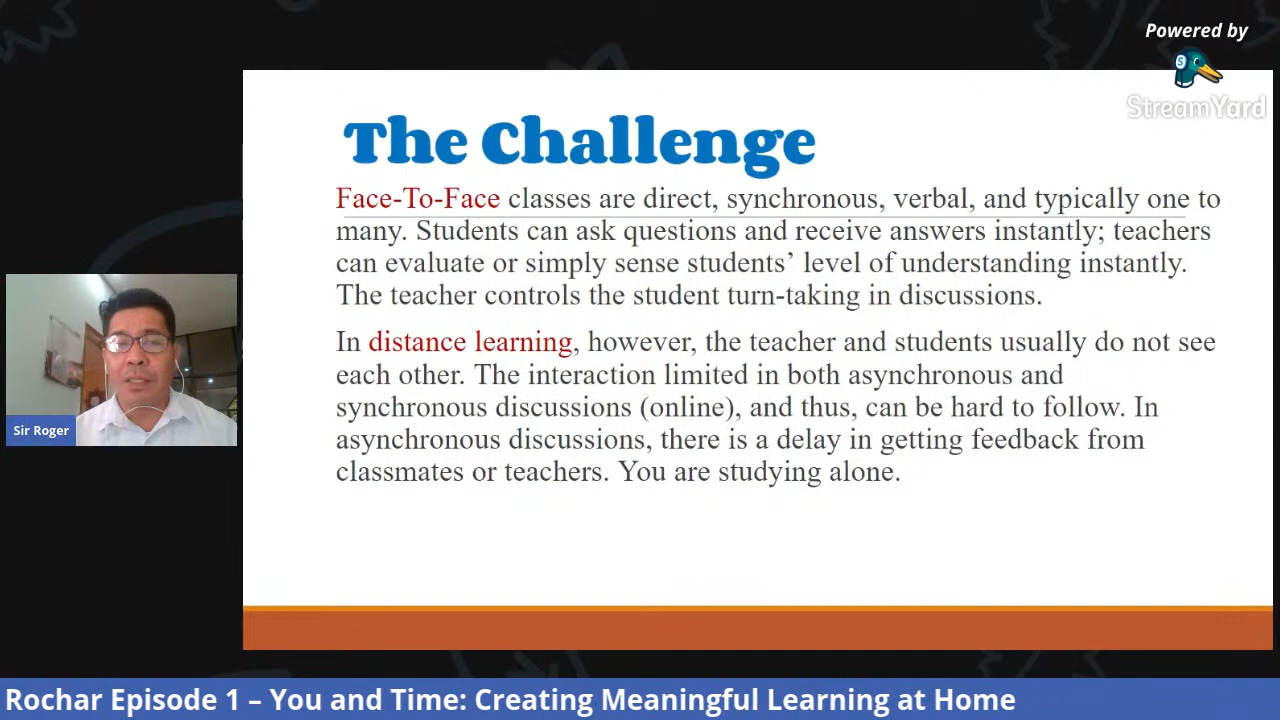 Powered by
StreamYard
The Challenge
Face-To-Face classes are direct, synchronous, verbal, and typically one to
many. Students can ask questions and receive answers instantly; teachers
can evaluate or simply sense students’ level of understanding instantly.
The teacher controls the student turn-taking in discussions.
In distance learning, however, the teacher and students usually do not see
each other. The interaction limited in both asynchronous and
synchronous discussions (online), and thus, can be hard to follow. In
asynchronous discussions, there is a delay in getting feedback from
classmates or teachers. You are studying alone.
Sir Roger
Rochar Episode 1 – You and Time: Creating Meaningful Learning at Home